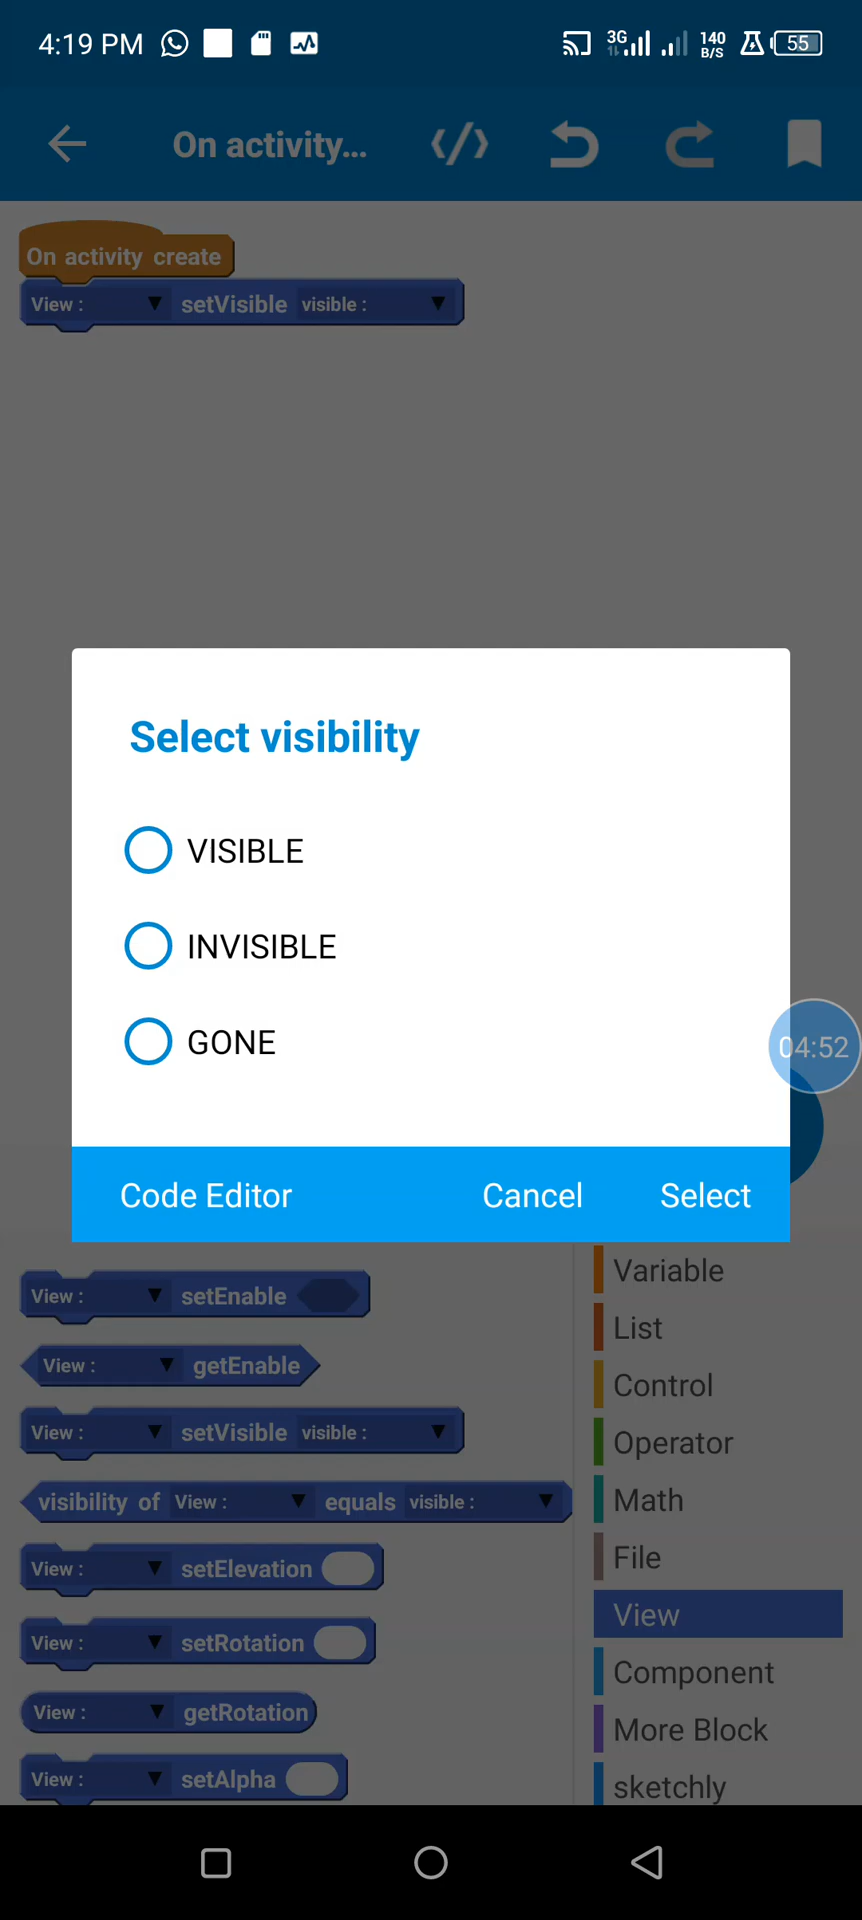 4:19 PM 3G 140 B/S 55
On activity...
On activity create
View : setVisible visible :
Select visibility
VISIBLE
INVISIBLE
GONE
04:52
Code Editor Cancel Select
View : setEnable
View : getEnable
View : setVisible visible :
visibility of View : equals visible :
View : setElevation
View : setRotation
View : getRotation
View : setAlpha
Variable
List
Control
Operator
Math
File
View
Component
More Block
sketchly